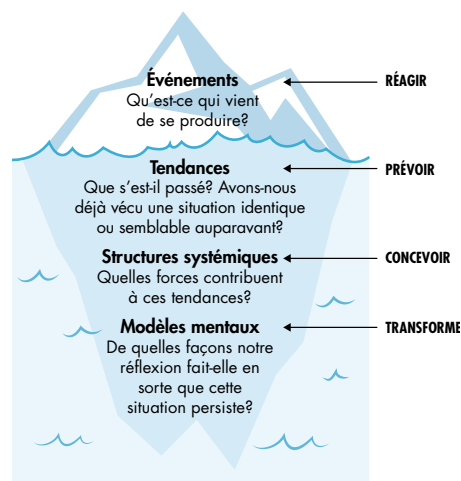 Événements
Qu'est-ce qui vient
de se produire?
RÉAGIR
Tendances
Que s'est-il passé? Avons-nous
déjà vécu une situation identique
ou semblable auparavant?
PRÉVOIR
Structures systémiques
Quelles forces contribuent
à ces tendances?
CONCEVOIR
Modèles mentaux
De quelles façons notre
réflexion fait-elle en
sorte que cette
situation persiste?
TRANSFORME